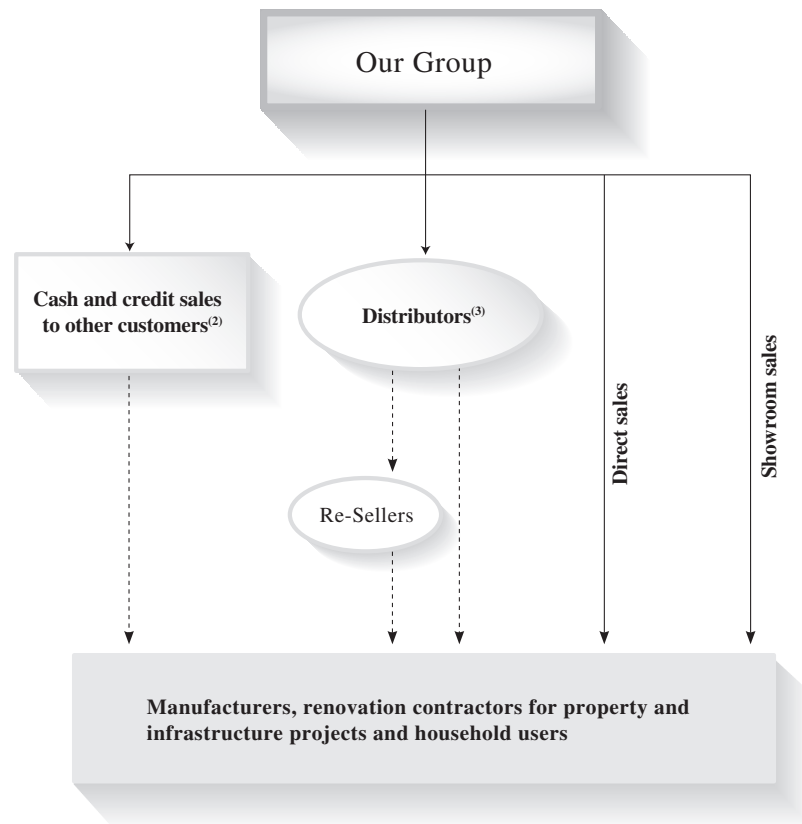 Our Group
Cash and credit sales
to other customers(2)
Distributors(3)
Direct sales
Showroom sales
Re-Sellers
Manufacturers, renovation contractors for property and
infrastructure projects and household users